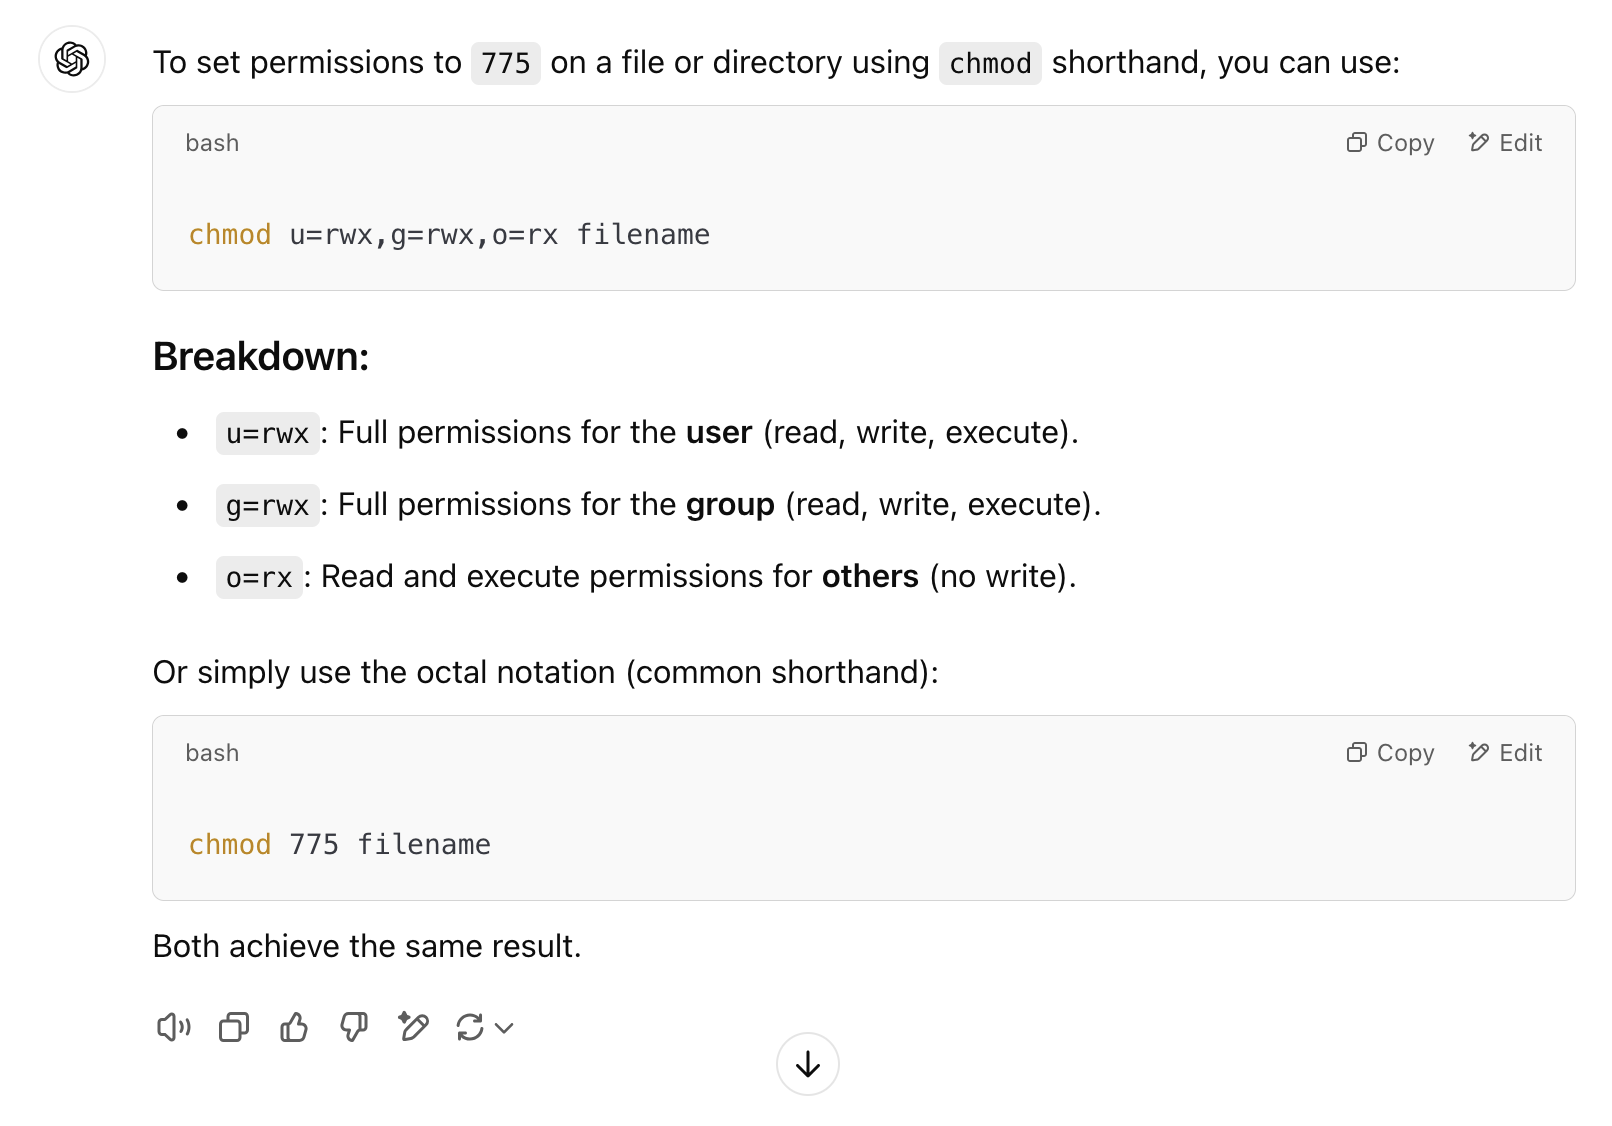 To set permissions to 775 on a file or directory using chmod shorthand, you can use:
bash
Copy
Edit
chmod u=rwx,g=rwx,o=rx filename
Breakdown:
• u=rwx: Full permissions for the user (read, write, execute).
• g=rwx: Full permissions for the group (read, write, execute).
• o=rx: Read and execute permissions for others (no write).
Or simply use the octal notation (common shorthand):
bash
Copy
Edit
chmod 775 filename
Both achieve the same result.